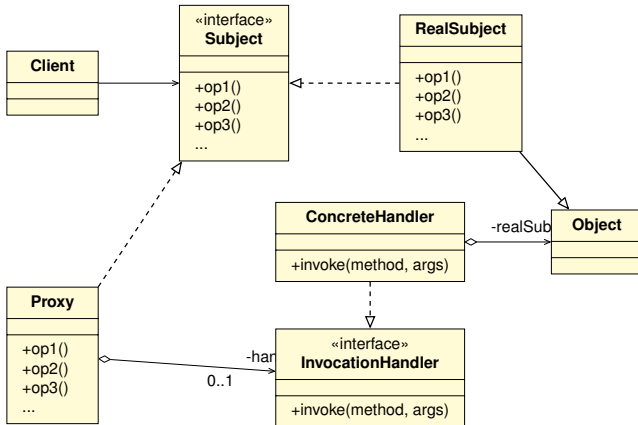 «interface»
Subject
+op1()
+op2()
+op3()
...
RealSubject
+op1()
+op2()
+op3()
...
Client
ConcreteHandler
+invoke(method, args)
-realSub
Object
Proxy
+op1()
+op2()
+op3()
...
-han
0..1
«interface»
InvocationHandler
+invoke(method, args)